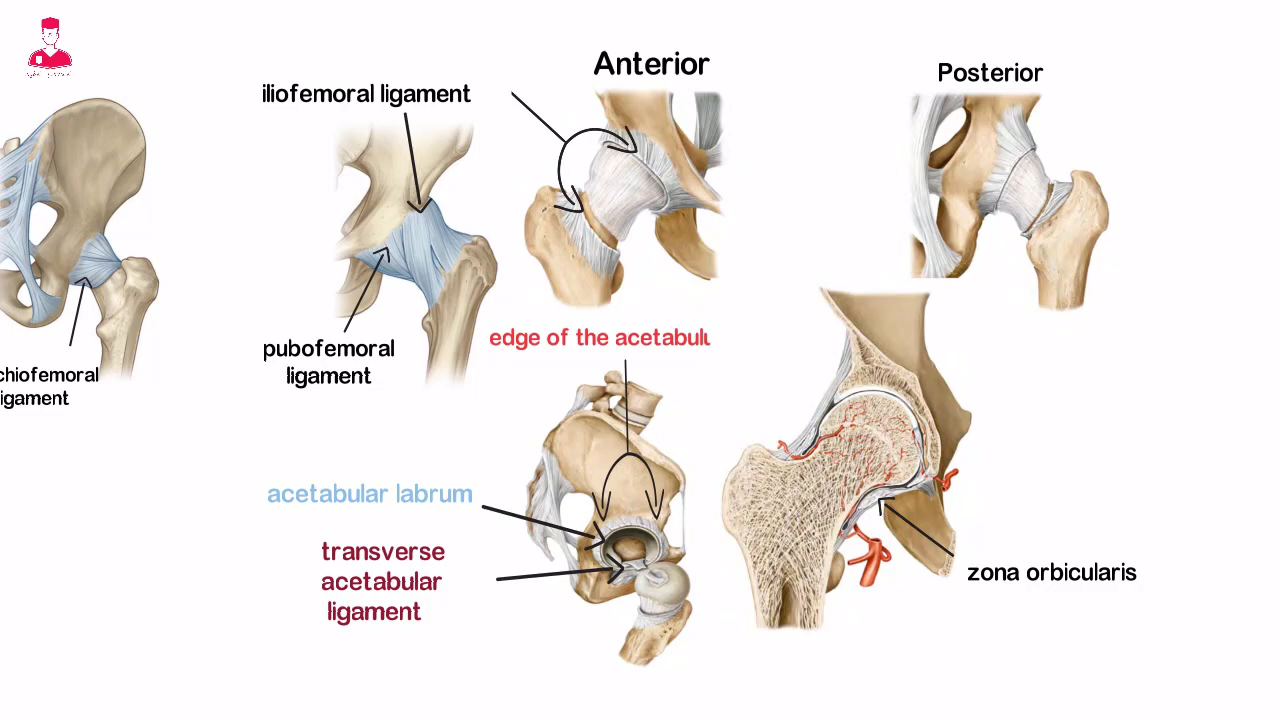 Anterior
Posterior
iliofemoral ligament
edge of the acetabulu
pubofemoral
ligament
chiofemoral
igament
acetabular labrum
transverse
acetabular
ligament
zona orbicularis